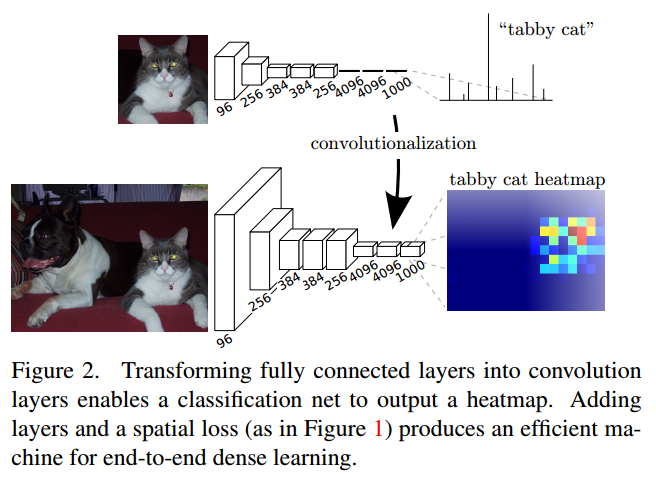 “tabby cat”
96 256 384 384 256 4096 4096 1000
convolutionalization
tabby cat heatmap
96 256 384 384 256 4096 4096 1000
Figure 2. Transforming fully connected layers into convolution
layers enables a classification net to output a heatmap. Adding
layers and a spatial loss (as in Figure 1) produces an efficient ma-
chine for end-to-end dense learning.